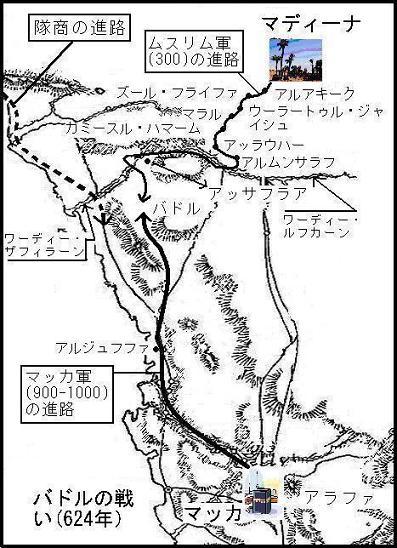 隊商の進路
マディーナ
ムスリム軍
(300)の進路
アルアキーク
ズール・フライファ
ウーラートゥル・ジャ
イシュ
マラル
カミースル・ハマーム
アッラウハー
アルムンサラフ
アッサフラア
バドル
ワーディー・
ルフカーン
ワーディー・
ザフィラーン
アルジュフファ
マッカ軍
(900-1000)
の進路
バドルの戦
い(624年)
マッカ
アラファ